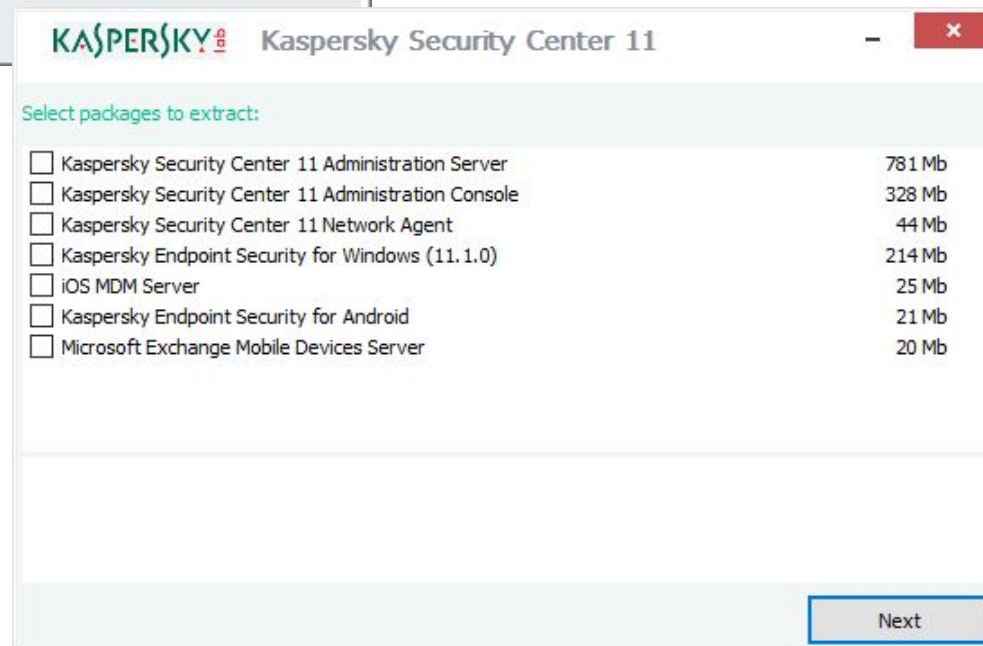 KASPERSKY Kaspersky Security Center 11
Select packages to extract:
Kaspersky Security Center 11 Administration Server 781 Mb
Kaspersky Security Center 11 Administration Console 328 Mb
Kaspersky Security Center 11 Network Agent 44 Mb
Kaspersky Endpoint Security for Windows (11.1.0) 214 Mb
iOS MDM Server 25 Mb
Kaspersky Endpoint Security for Android 21 Mb
Microsoft Exchange Mobile Devices Server 20 Mb
Next